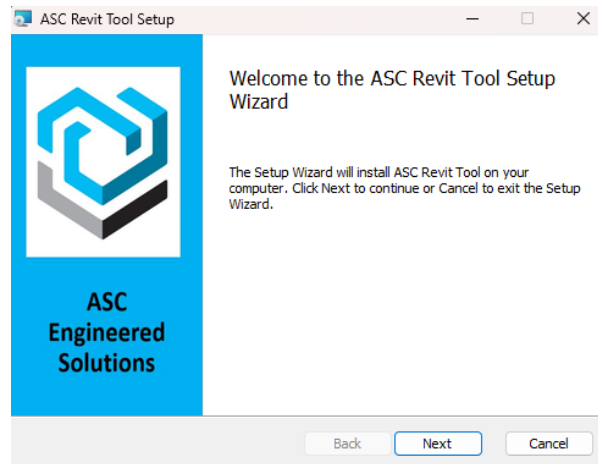 ASC Revit Tool Setup
Welcome to the ASC Revit Tool Setup
Wizard
The Setup Wizard will install ASC Revit Tool on your
computer. Click Next to continue or Cancel to exit the Setup
Wizard.
ASC
Engineered
Solutions
Back
Next
Cancel